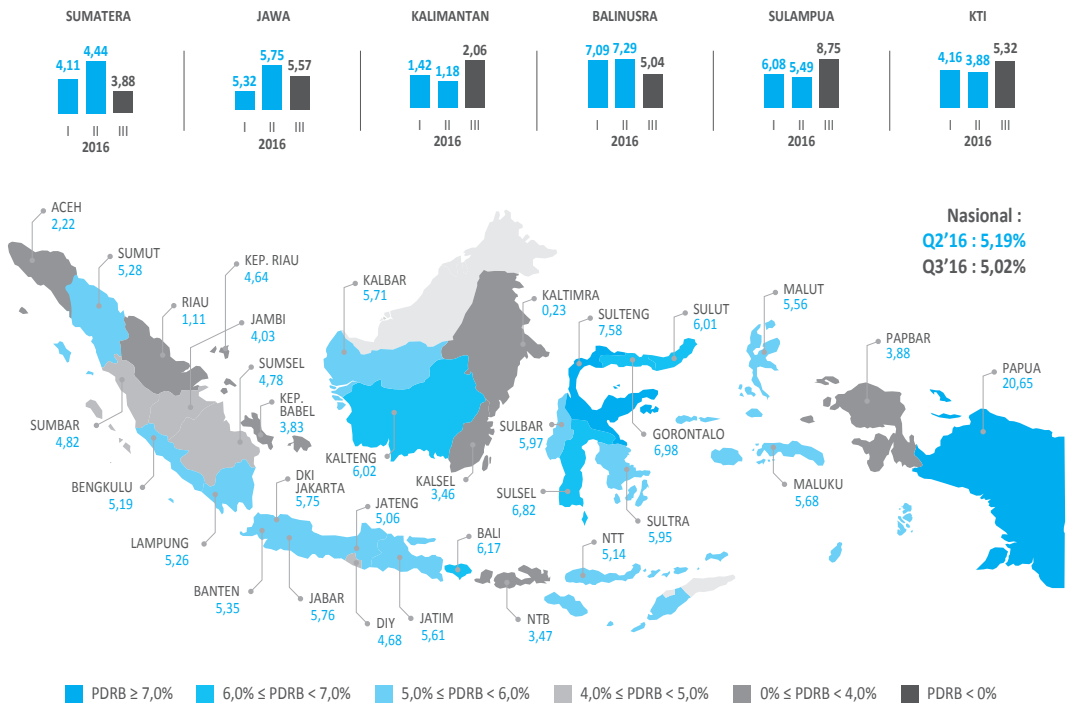 SUMATERA
4,11
4,44
3,88
I
II
III
2016
JAWA
5,32
5,75
5,57
I
II
III
2016
KALIMANTAN
1,42
1,18
2,06
I
II
III
2016
BALINUSRA
7,09
7,29
5,04
I
II
III
2016
SULAMPUA
6,08
5,49
8,75
I
II
III
2016
KTI
4,16
3,88
5,32
I
II
III
2016
Nasional :
Q2’16 : 5,19%
Q3’16 : 5,02%
ACEH
2,22
SUMUT
5,28
KEP. RIAU
4,64
RIAU
1,11
JAMBI
4,03
SUMSEL
4,78
KEP.
BABEL
3,83
SUMBAR
4,82
BENGKULU
5,19
LAMPUNG
5,26
BANTEN
5,35
DKI
JAKARTA
5,75
JABAR
5,76
JATENG
5,06
DIY
4,68
JATIM
5,61
KALBAR
5,71
KALTENG
6,02
KALSEL
3,46
KALTIMRA
0,23
BALI
6,17
NTB
3,47
NTT
5,14
SULTENG
7,58
SULUT
6,01
SULBAR
5,97
GORONTALO
6,98
SULSEL
6,82
SULTRA
5,95
MALUT
5,56
MALUKU
5,68
PAPBAR
3,88
PAPUA
20,65
PDRB ≥ 7,0%
6,0% ≤ PDRB < 7,0%
5,0% ≤ PDRB < 6,0%
4,0% ≤ PDRB < 5,0%
0% ≤ PDRB < 4,0%
PDRB < 0%